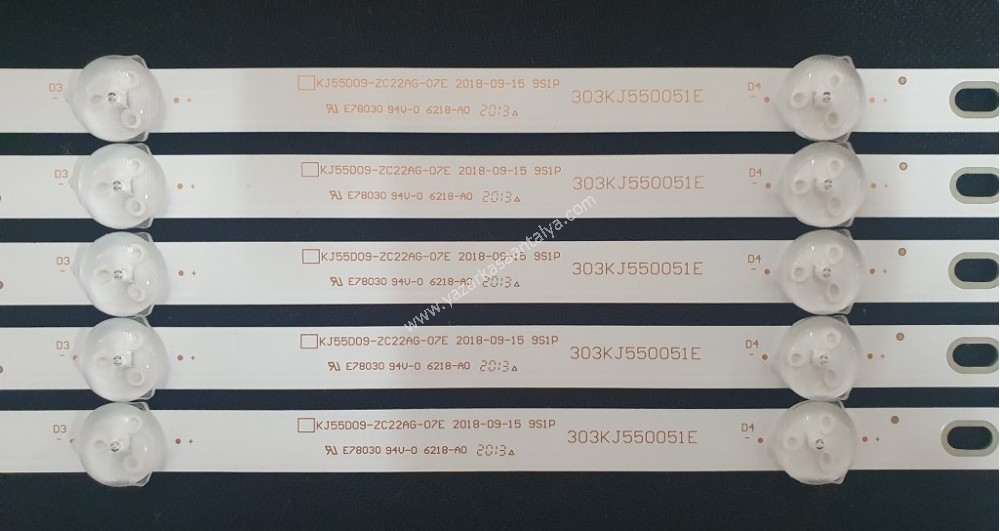 D3 - + KJ55D09-ZC22AG-07E 2018-09-15 9S1P 303KJ550051E D4 - +
E78030 94V-0 6218-A0 2013
D3 - + KJ55D09-ZC22AG-07E 2018-09-15 9S1P 303KJ550051E D4 - +
E78030 94V-0 6218-A0 2013
D3 - + KJ55D09-ZC22AG-07E 2018-09-15 9S1P 303KJ550051E D4 - +
E78030 94V-0 6218-A0 2013
D3 - + KJ55D09-ZC22AG-07E 2018-09-15 9S1P 303KJ550051E D4 - +
E78030 94V-0 6218-A0 2013
D3 - + KJ55D09-ZC22AG-07E 2018-09-15 9S1P 303KJ550051E D4 - +
E78030 94V-0 6218-A0 2013
www.yazarkasaantalya.com